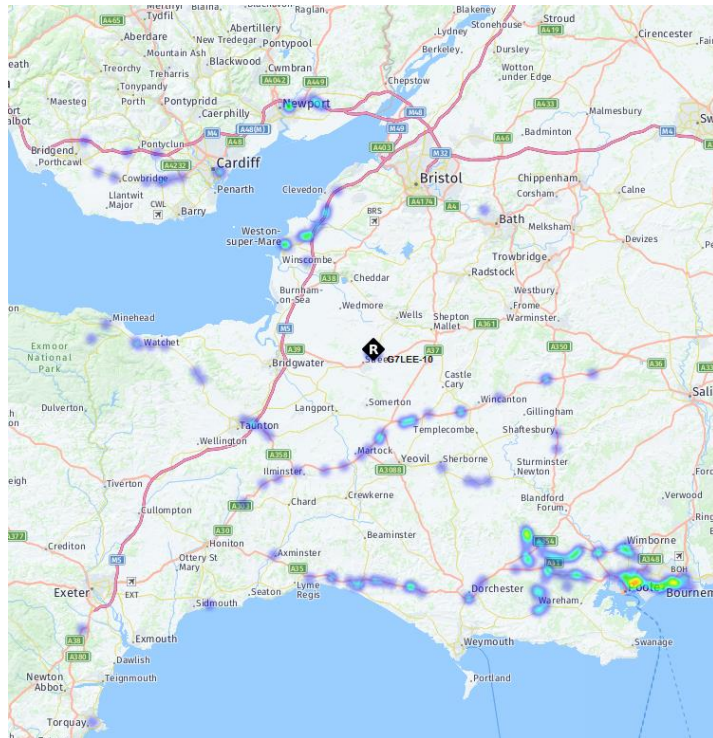 A465
Tydfil
Blaina,
Abertillery
Raglan,
Blakeney
Lydney
Stonehouse
Stroud
A419
Cirencester
Aberdare
New Tredegar
Pontypool
Mountain Ash
Berkeley,
Dursley
Treorchy
Treharris
Blackwood
Cwmbran
Wotton
under Edge
Tonypandy
A4042
A449
Chepstow
Maesteg
Porth
Pontypridd
Newport
A433
Malmesbury
Caerphilly
A48(M)
M48
Pontyclun
M4
A48
M49
A46
Badminton
M4
Bridgend
Porthcawl
A403
M32
A4232
Cardiff
Cowbridge
Penarth
Bristol
Chippenham
Corsham
Calne
Llantwit
Major
CWL
Barry
Clevedon
A4174
A4
BRS
Bath
Melksham
Devizes
Weston-
super-Mare
Trowbridge
Winscombe
Radstock
A38
Cheddar
Westbury
Burnham-
on-Sea
Wedmore
Frome
Warminster
Minehead
Wells
Shepton
Mallet
A361
M5
Exmoor
National
Park
Watchet
A39
Bridgwater
R
G7LEE-10
A37
A350
A36
Castle
Cary
Dulverton
Langport
Somerton
Wincanton
Gillingham
Taunton
Templecombe
Shaftesbury
Wellington
A358
Martock
Yeovil
Sherborne
Ilminster
A3088
Sturminster
Newton
Tiverton
Chard
Crewkerne
Blandford
Forum
Verwood
Cullompton
A30
Beaminster
A354
Wimborne
A377
Crediton
Honiton
Ottery St
Mary
Axminster
A348
M5
A35
BOH
Exeter
EXT
Seaton
Lyme
Regis
Dorchester
Poole
Sidmouth
Wareham
A38
Exmouth
Weymouth
Swanage
A380
Dawlish
Newton
Abbot
Teignmouth
Portland
Torquay